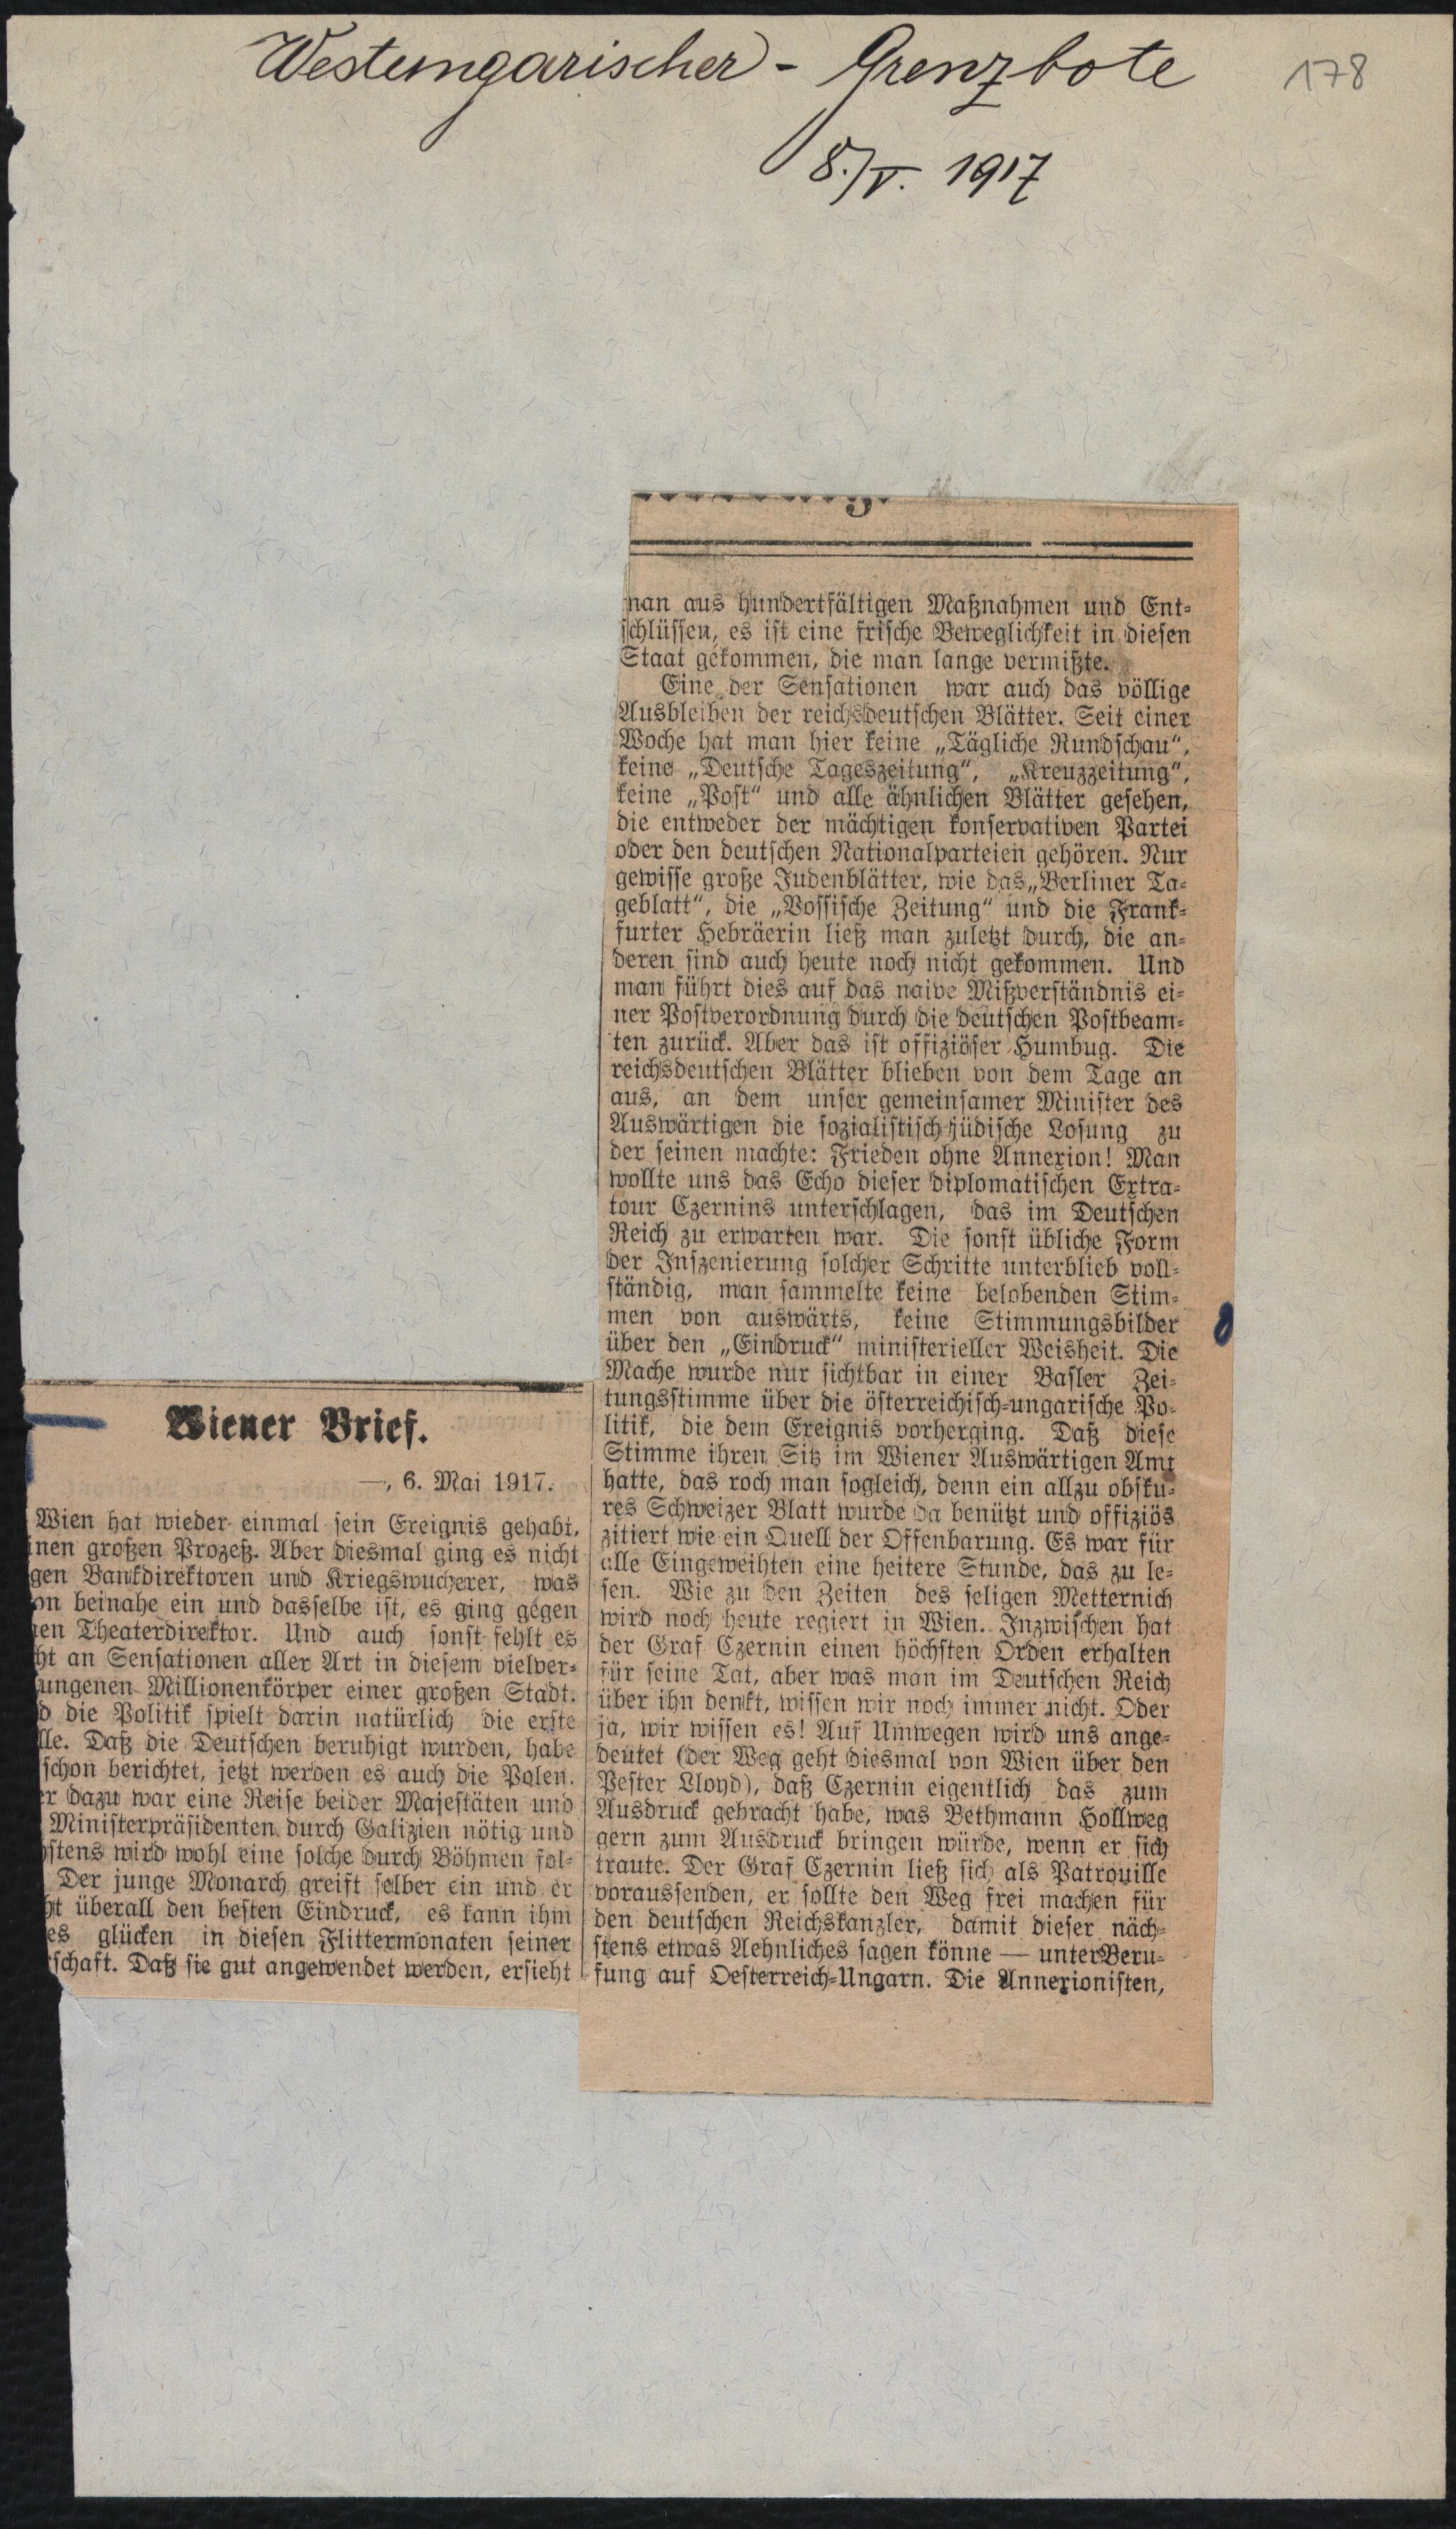 Westungarischer - Grenzbote
178
8./V. 1917
Wiener Brief.
—, 6. Mai 1917.
Wien hat wieder einmal sein Ereignis gehabt,
inen großen Prozeß. Aber diesmal ging es nicht
gen Bankdirektoren und Kriegswucherer, was
on beinahe ein und dasselbe ist, es ging gegen
nen Theaterdirektor. Und auch sonst fehlt es
ht an Sensationen aller Art in diesem vielver-
ungenen Millionenkörper einer großen Stadt.
d die Politik spielt darin natürlich die erste
lle. Daß die Deutschen beruhigt wurden, habe
schon berichtet, jetzt werden es auch die Polen.
er dazu war eine Reise beider Majestäten und
Ministerpräsidenten durch Galizien nötig und
hstens wird wohl eine solche durch Böhmen fol-
Der junge Monarch greift selber ein und er
ht überall den besten Eindruck, es kann ihm
es glücken in diesen Flittermonaten seiner
rschaft. Daß sie gut angewendet werden, ersieht
man aus hundertfältigen Maßnahmen und Ent-
schlüssen, es ist eine frische Beweglichkeit in diesen
Staat gekommen, die man lange vermißte.
Eine der Sensationen war auch das völlige
Ausbleiben der reichsdeutschen Blätter. Seit einer
Woche hat man hier keine „Tägliche Rundschau“,
keine „Deutsche Tageszeitung“, „Kreuzzeitung“,
keine „Post“ und alle ähnlichen Blätter gesehen,
die entweder der mächtigen konservativen Partei
oder den deutschen Nationalparteien gehören. Nur
gewisse große Judenblätter, wie das „Berliner Ta-
geblatt“, die „Vossische Zeitung“ und die Frank-
furter Hebräerin ließ man zuletzt durch, die an-
deren sind auch heute noch nicht gekommen. Und
man führt dies auf das naive Mißverständnis ei-
ner Postverordnung durch die deutschen Postbeam-
ten zurück. Aber das ist offiziöser Humbug. Die
reichsdeutschen Blätter blieben von dem Tage an
aus, an dem unser gemeinsamer Minister des
Auswärtigen die sozialistisch-jüdische Losung zu
der seinen machte: Frieden ohne Annexion! Man
wollte uns das Echo dieser diplomatischen Extra-
tour Czernins unterschlagen, das im Deutschen
Reich zu erwarten war. Die sonst übliche Form
der Inszenierung solcher Schritte unterblieb voll-
ständig, man sammelte keine belobenden Stim-
men von auswärts, keine Stimmungsbilder
über den „Eindruck“ ministerieller Weisheit. Die
Mache wurde nur sichtbar in einer Basler Zei-
tungsstimme über die österreichisch-ungarische Po-
litik, die dem Ereignis vorherging. Daß diese
Stimme ihren Sitz im Wiener Auswärtigen Amt
hatte, das roch man sogleich, denn ein allzu obsku-
res Schweizer Blatt wurde da benützt und offiziös
zitiert wie ein Quell der Offenbarung. Es war für
alle Eingeweihten eine heitere Stunde, das zu le-
sen. Wie zu den Zeiten des seligen Metternich
wird noch heute regiert in Wien. Inzwischen hat
der Graf Czernin einen höchsten Orden erhalten
für seine Tat, aber was man im Deutschen Reich
über ihn denkt, wissen wir noch immer nicht. Oder
ja, wir wissen es! Auf Umwegen wird uns ange-
deutet (der Weg geht diesmal von Wien über den
Pester Lloyd), daß Czernin eigentlich das zum
Ausdruck gebracht habe, was Bethmann Hollweg
gern zum Ausdruck bringen würde, wenn er sich
traute. Der Graf Czernin ließ sich als Patrouille
voraussenden, er sollte den Weg frei machen für
den deutschen Reichskanzler, damit dieser näch-
stens etwas Aehnliches sagen könne — unter Beru-
fung auf Oesterreich-Ungarn. Die Annexionisten,